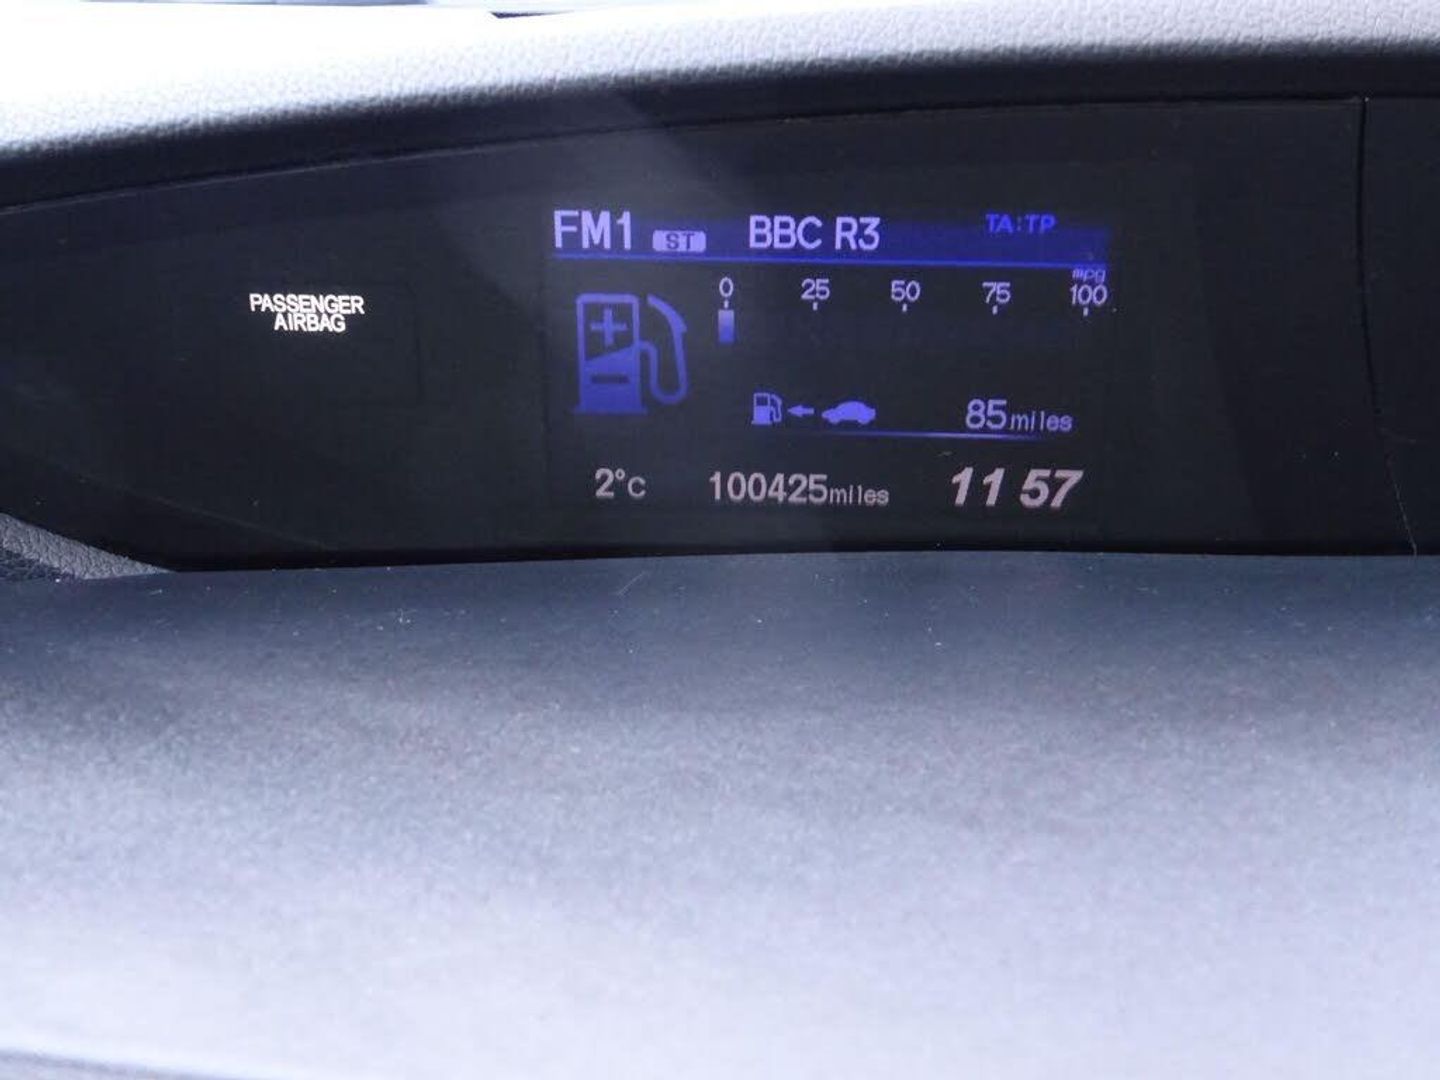 FM1 ST BBC R3 TA:TP
mpg
0 25 50 75 100
PASSENGER
AIRBAG
85miles
2°C 100425miles 11 57